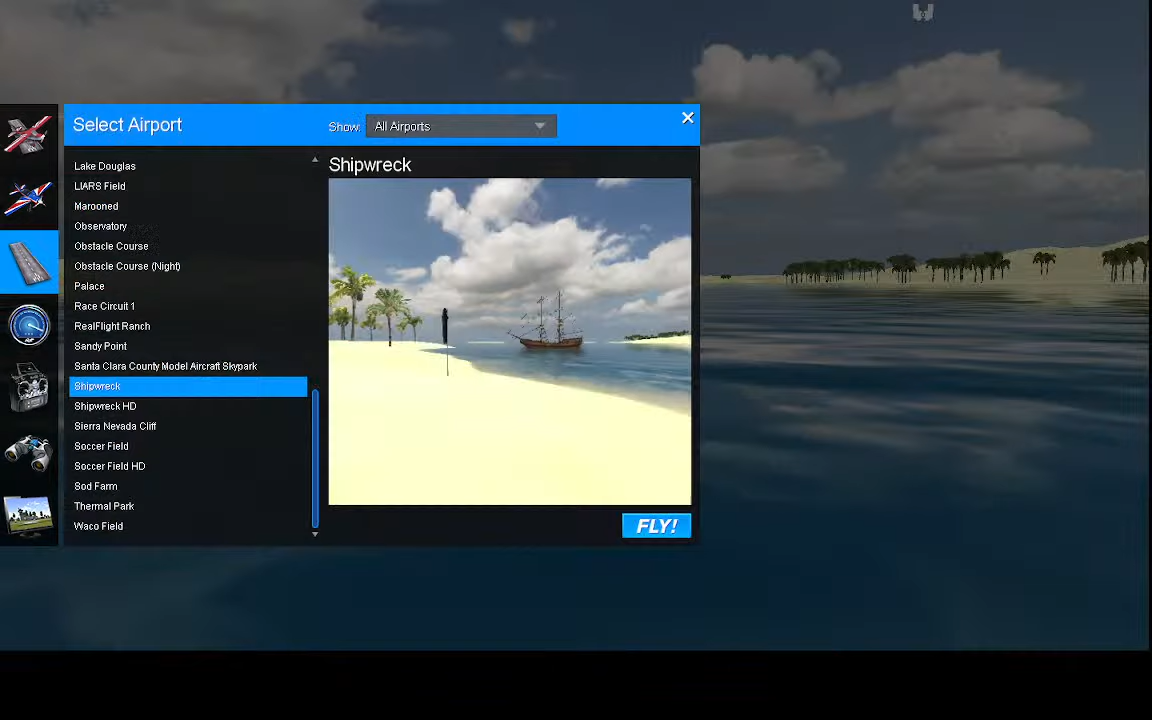 Select Airport
Show: All Airports
Lake Douglas
LIARS Field
Marooned
Observatory
Obstacle Course
Obstacle Course (Night)
Palace
Race Circuit 1
RealFlight Ranch
Sandy Point
Santa Clara County Model Aircraft Skypark
Shipwreck
Shipwreck HD
Sierra Nevada Cliff
Soccer Field
Soccer Field HD
Sod Farm
Thermal Park
Waco Field
Shipwreck
FLY!